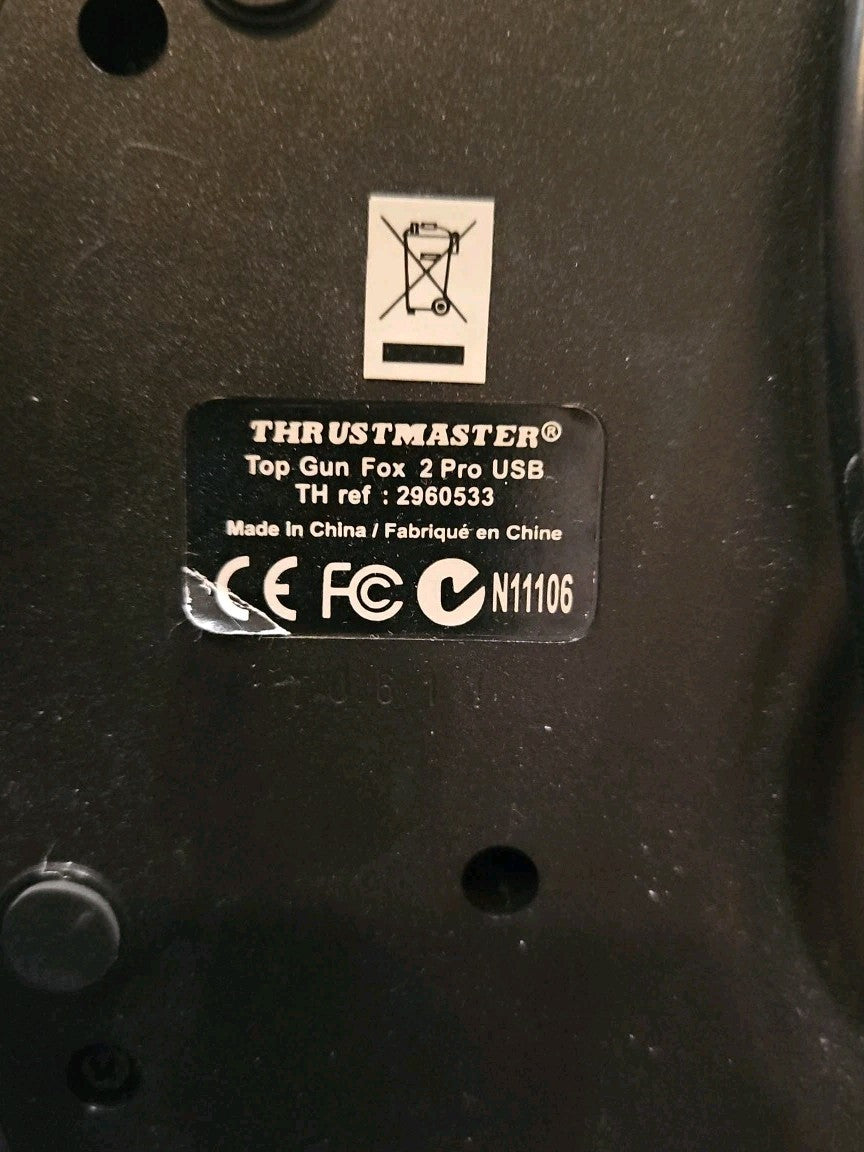 THRUSTMASTER®
Top Gun Fox 2 Pro USB
TH ref : 2960533
Made in China / Fabriqué en Chine
CE FC N11106